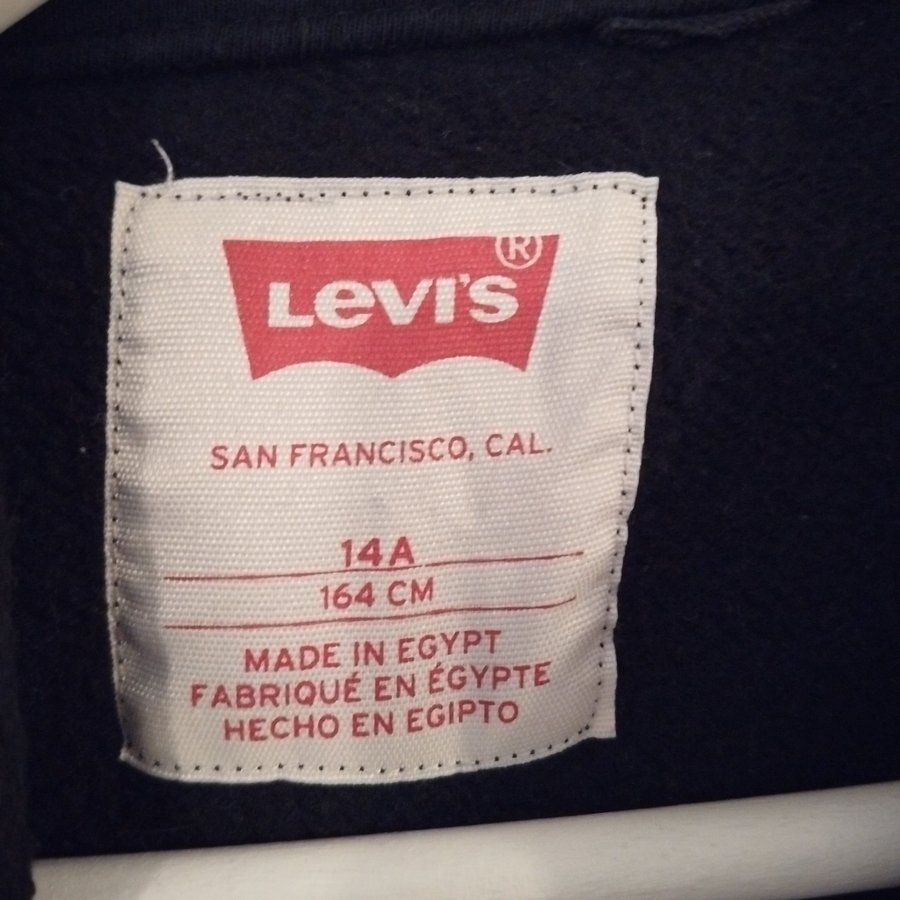 LEVI'S®
SAN FRANCISCO, CAL.
14A
164 CM
MADE IN EGYPT
FABRIQUÉ EN ÉGYPTE
HECHO EN EGIPTO